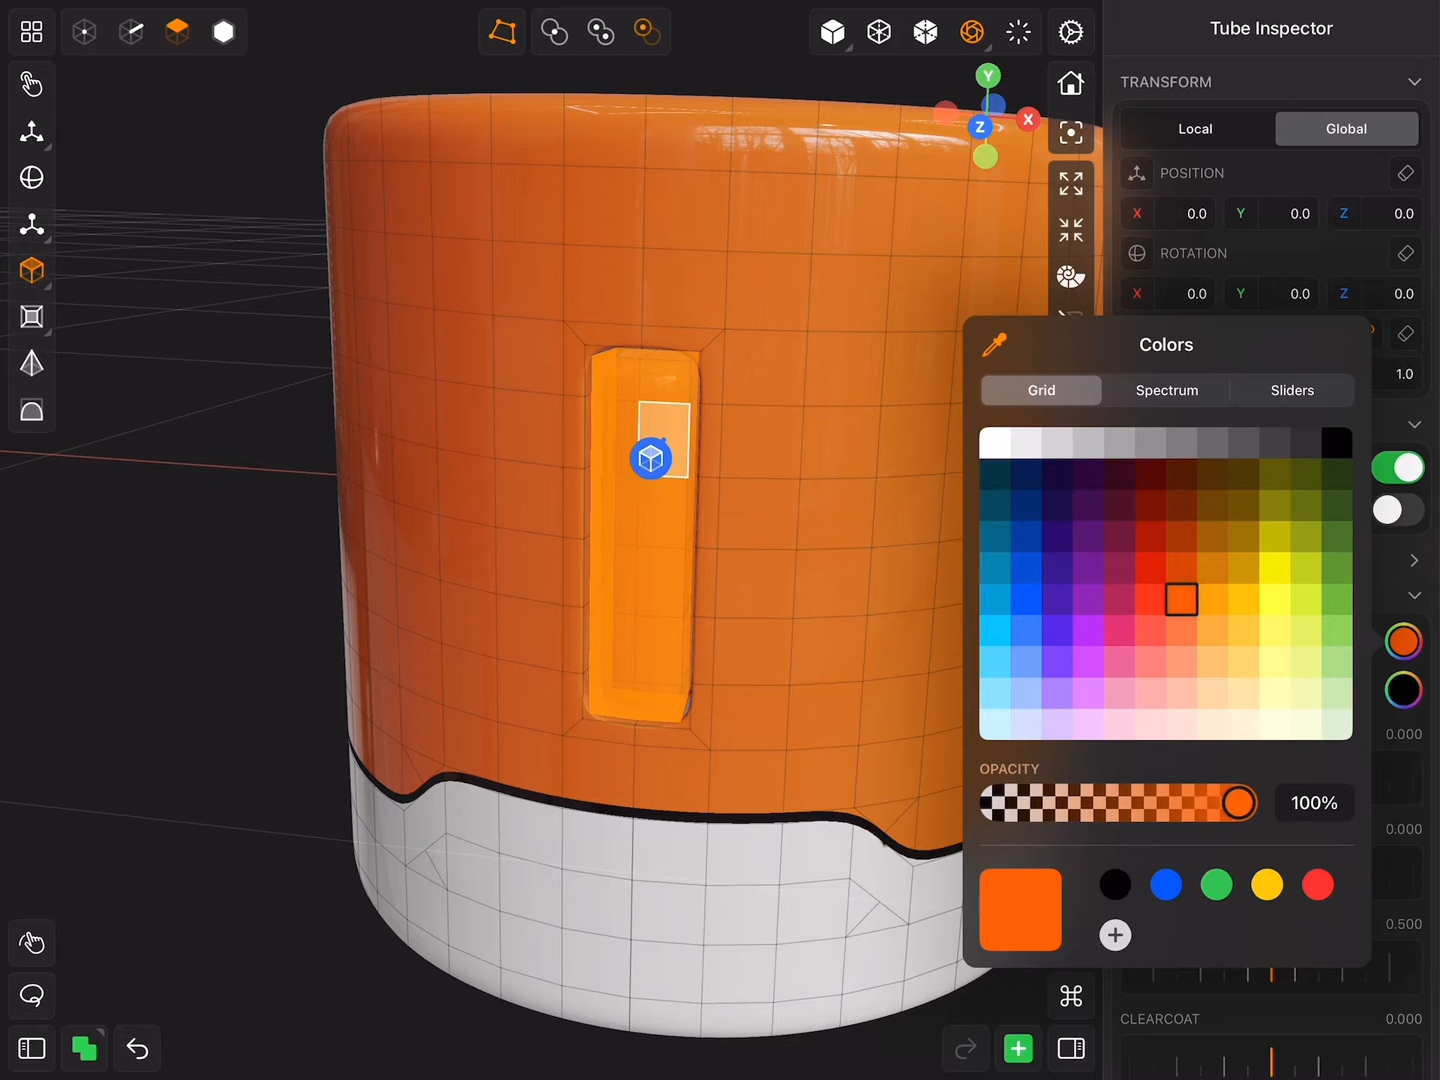 Tube Inspector
TRANSFORM
Local Global
POSITION
X 0.0 Y 0.0 Z 0.0
ROTATION
X 0.0 Y 0.0 Z 0.0
1.0
Y
Z
X
Colors
Grid Spectrum Sliders
OPACITY
100%
0.000
0.000
0.500
CLEARCOAT 0.000